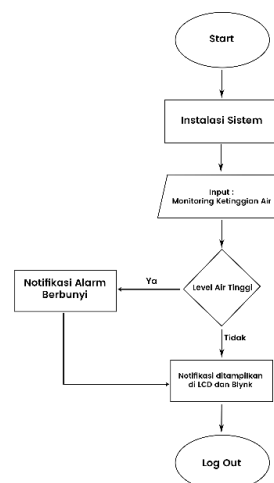 Start
Instalasi Sistem
Input :
Monitoring Ketinggian Air
Level Air Tinggi
Ya
Notifikasi Alarm
Berbunyi
Tidak
Notifikasi ditampilkan
di LCD dan Blynk
Log Out